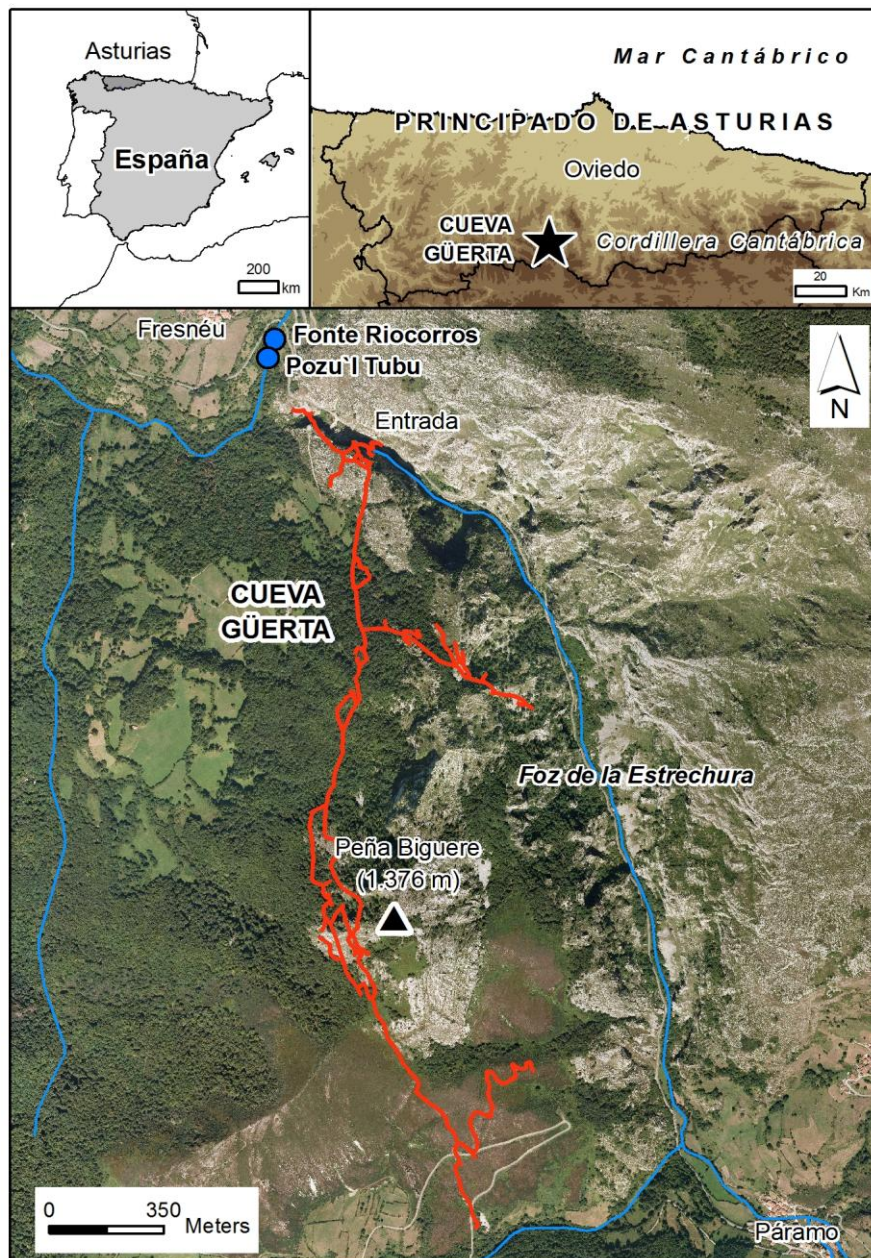 Asturias
España
200
km
Mar Cantábrico
PRINCIPADO DE ASTURIAS
Oviedo
CUEVA
GÜERTA
Cordillera Cantábrica
20
Km
Fresnéu
Fonte Riocorros
Pozu`l Tubu
Entrada
N
CUEVA
GÜERTA
Foz de la Estrechura
Peña Biguere
(1.376 m)
0 350
Meters
Páramo